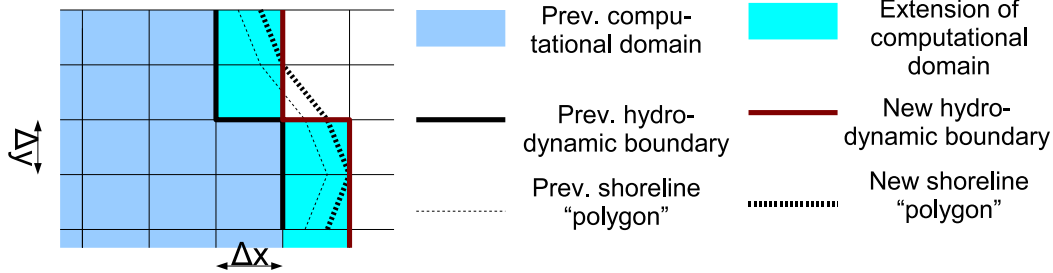 Δy
Δx
Prev. compu-
tational domain
Extension of
computational
domain
Prev. hydro-
dynamic boundary
New hydro-
dynamic boundary
Prev. shoreline
“polygon”
New shoreline
“polygon”